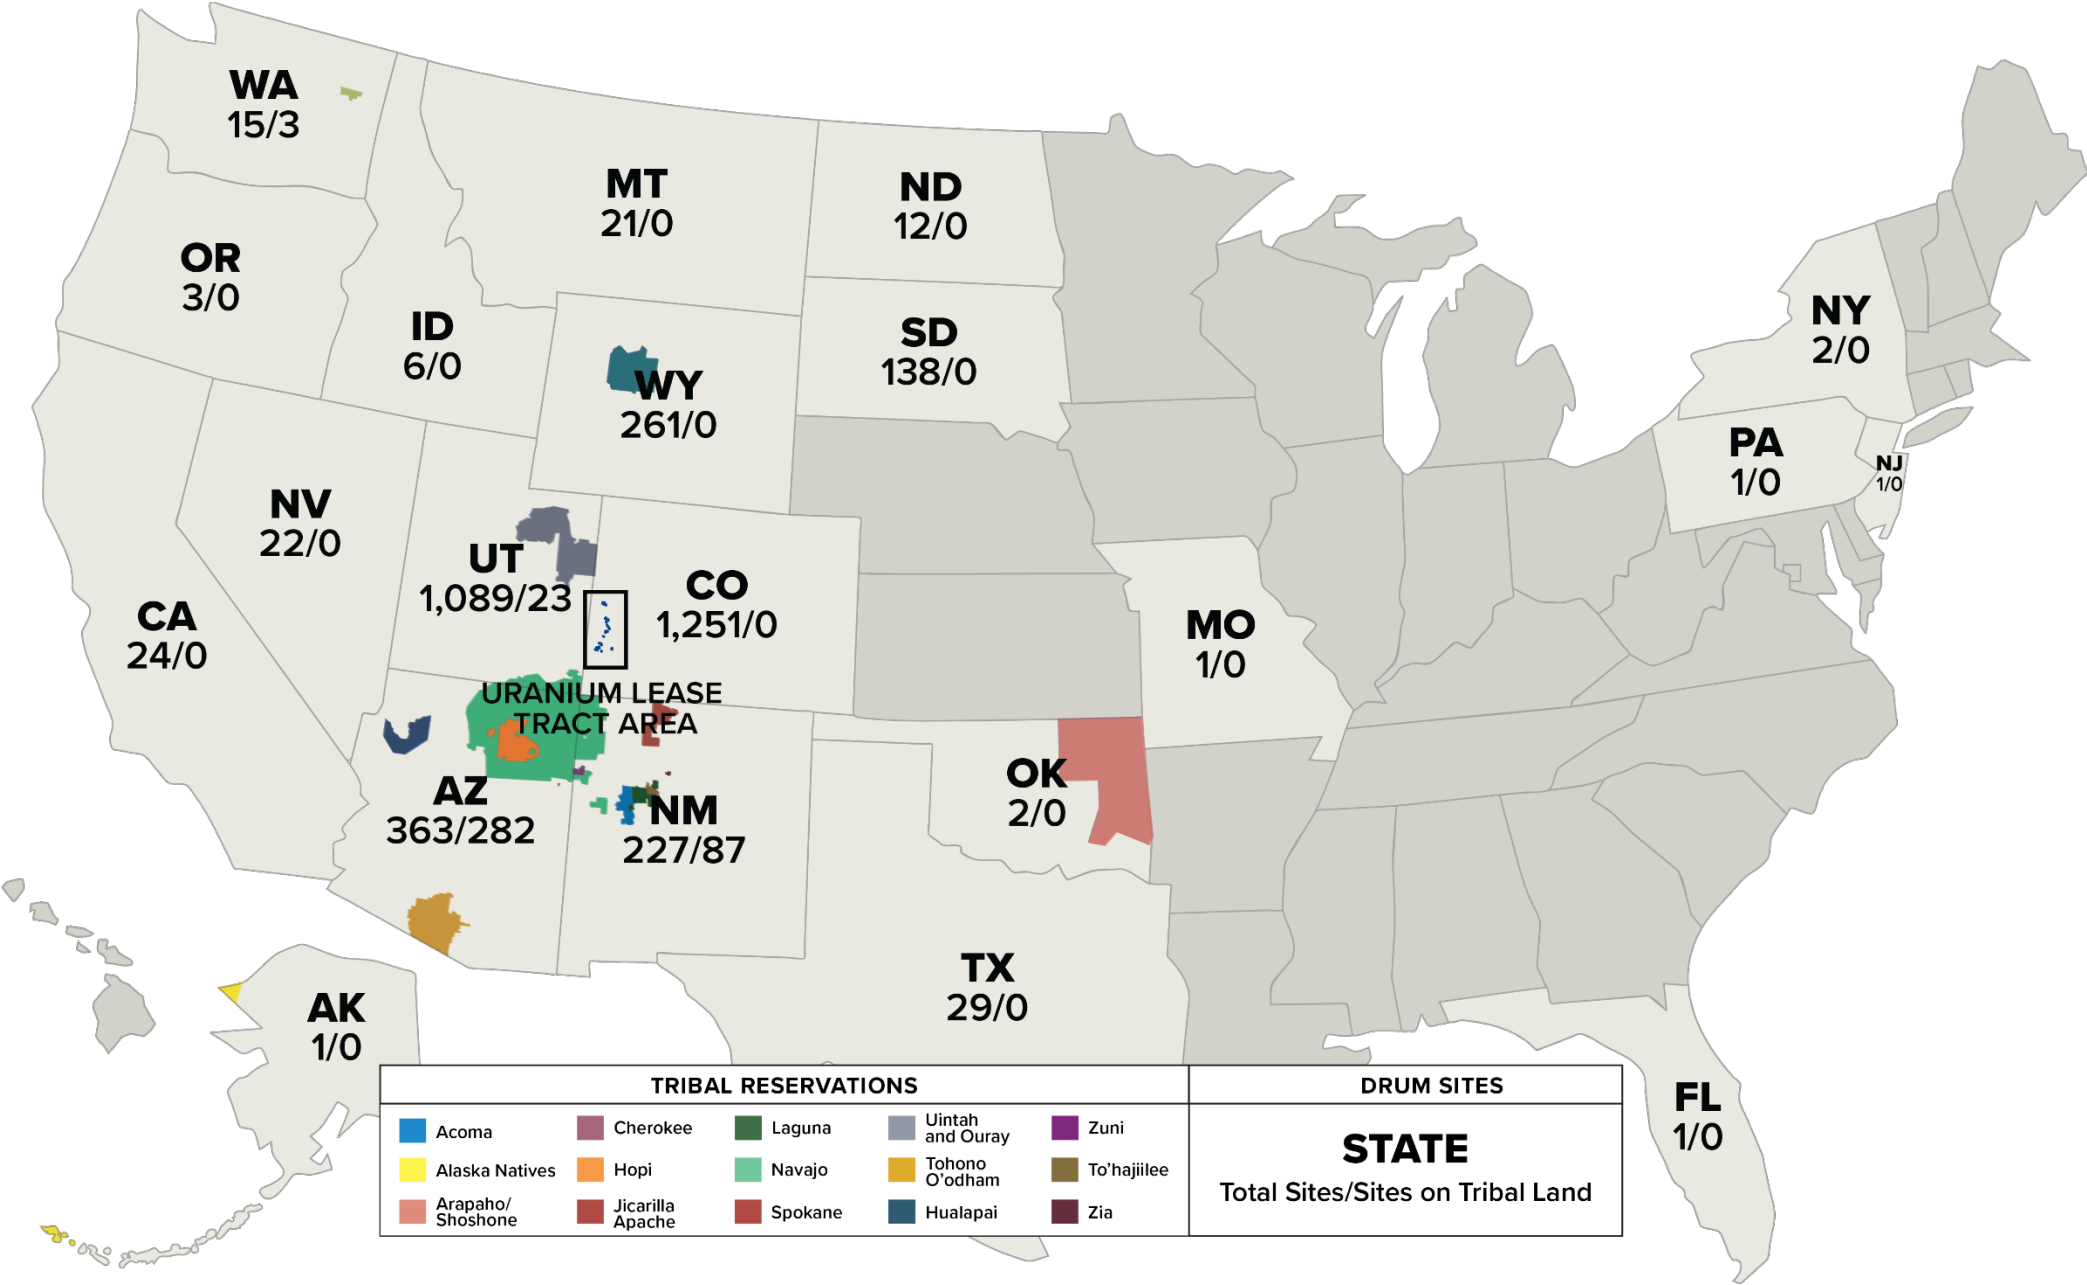 WA
15/3
MT
21/0
ND
12/0
OR
3/0
ID
6/0
SD
138/0
NY
2/0
WY
261/0
PA
1/0
NJ
1/0
NV
22/0
UT
1,089/23
CO
1,251/0
CA
24/0
MO
1/0
URANIUM LEASE
TRACT AREA
AZ
363/282
NM
227/87
OK
2/0
TX
29/0
AK
1/0
FL
1/0
TRIBAL RESERVATIONS
Acoma
Alaska Natives
Arapaho/
Shoshone
Cherokee
Hopi
Jicarilla
Apache
Laguna
Navajo
Spokane
Uintah
and Ouray
Tohono
O'odham
Hualapai
Zuni
To'hajiilee
Zia
DRUM SITES
STATE
Total Sites/Sites on Tribal Land